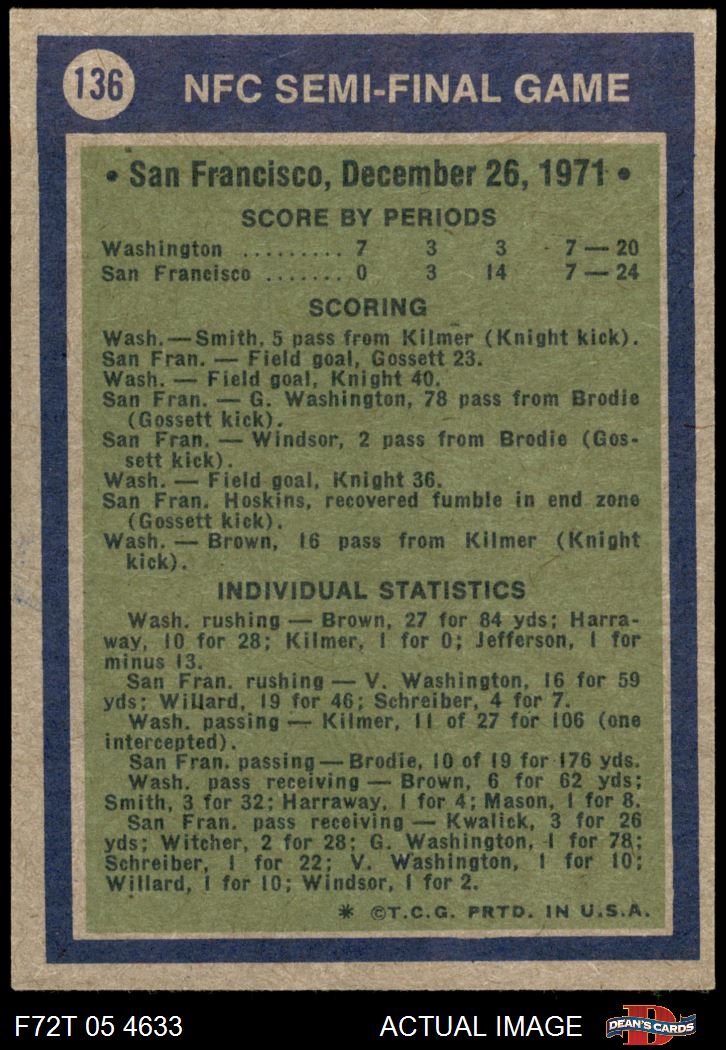 136
NFC SEMI-FINAL GAME
• San Francisco, December 26, 1971 •
SCORE BY PERIODS
Washington ......... 7 3 3 7 — 20
San Francisco ....... 0 3 14 7 — 24
SCORING
Wash. — Smith, 5 pass from Kilmer (Knight kick).
San Fran. — Field goal, Gossett 23.
Wash. — Field goal, Knight 40.
San Fran. — G. Washington, 78 pass from Brodie
(Gossett kick).
San Fran. — Windsor, 2 pass from Brodie (Gos-
sett kick).
Wash. — Field goal, Knight 36.
San Fran. Hoskins, recovered fumble in end zone
(Gossett kick).
Wash. — Brown, 16 pass from Kilmer (Knight
kick).
INDIVIDUAL STATISTICS
Wash. rushing — Brown, 27 for 84 yds; Harra-
way, 10 for 28; Kilmer, 1 for 0; Jefferson, 1 for
minus 13.
San Fran. rushing — V. Washington, 16 for 59
yds; Willard, 19 for 46; Schreiber, 4 for 7.
Wash. passing — Kilmer, 11 of 27 for 106 (one
intercepted).
San Fran. passing — Brodie, 10 of 19 for 176 yds.
Wash. pass receiving — Brown, 6 for 62 yds;
Smith, 3 for 32; Harraway, 1 for 4; Mason, 1 for 8.
San Fran. pass receiving — Kwalick, 3 for 26
yds; Witcher, 2 for 28; G. Washington, 1 for 78;
Schreiber, 1 for 22; V. Washington, 1 for 10;
Willard, 1 for 10; Windsor, 1 for 2.
* ©T.C.G. PRTD. IN U.S.A.
F72T 05 4633 ACTUAL IMAGE DEAN'S CARDS